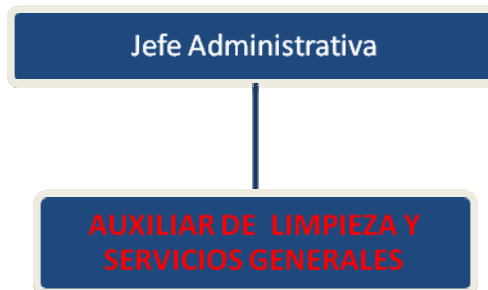 Jefe Administrativa
AUXILIAR DE LIMPIEZA Y
SERVICIOS GENERALES